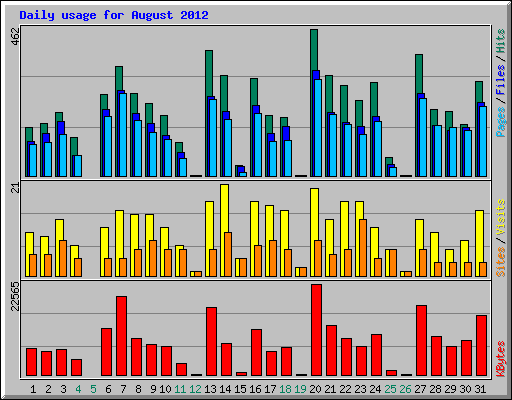 Daily usage for August 2012
462
Pages / Files / Hits
21
Sites / Visits
22565
KBytes
1 2 3 4 5 6 7 8 9 10 11 12 13 14 15 16 17 18 19 20 21 22 23 24 25 26 27 28 29 30 31